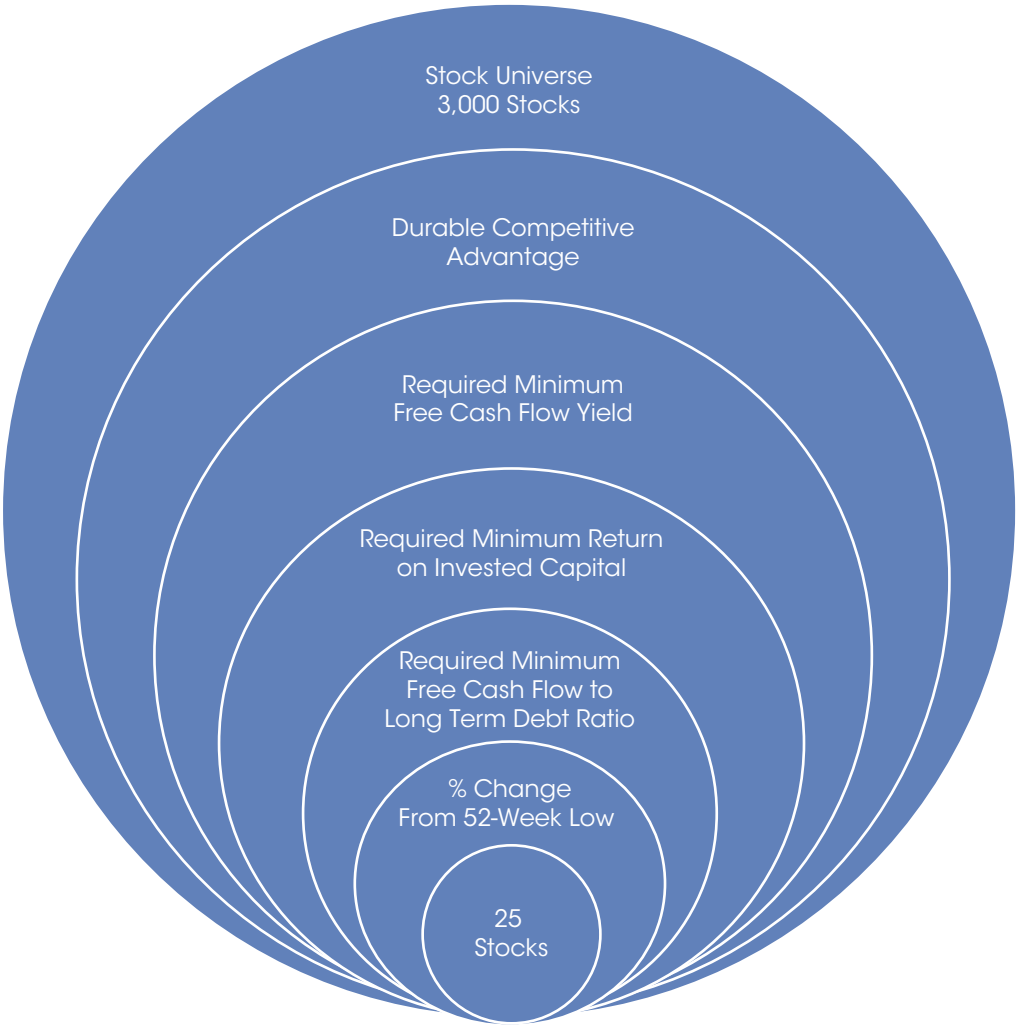 Stock Universe
3,000 Stocks
Durable Competitive
Advantage
Required Minimum
Free Cash Flow Yield
Required Minimum Return
on Invested Capital
Required Minimum
Free Cash Flow to
Long Term Debt Ratio
% Change
From 52-Week Low
25
Stocks